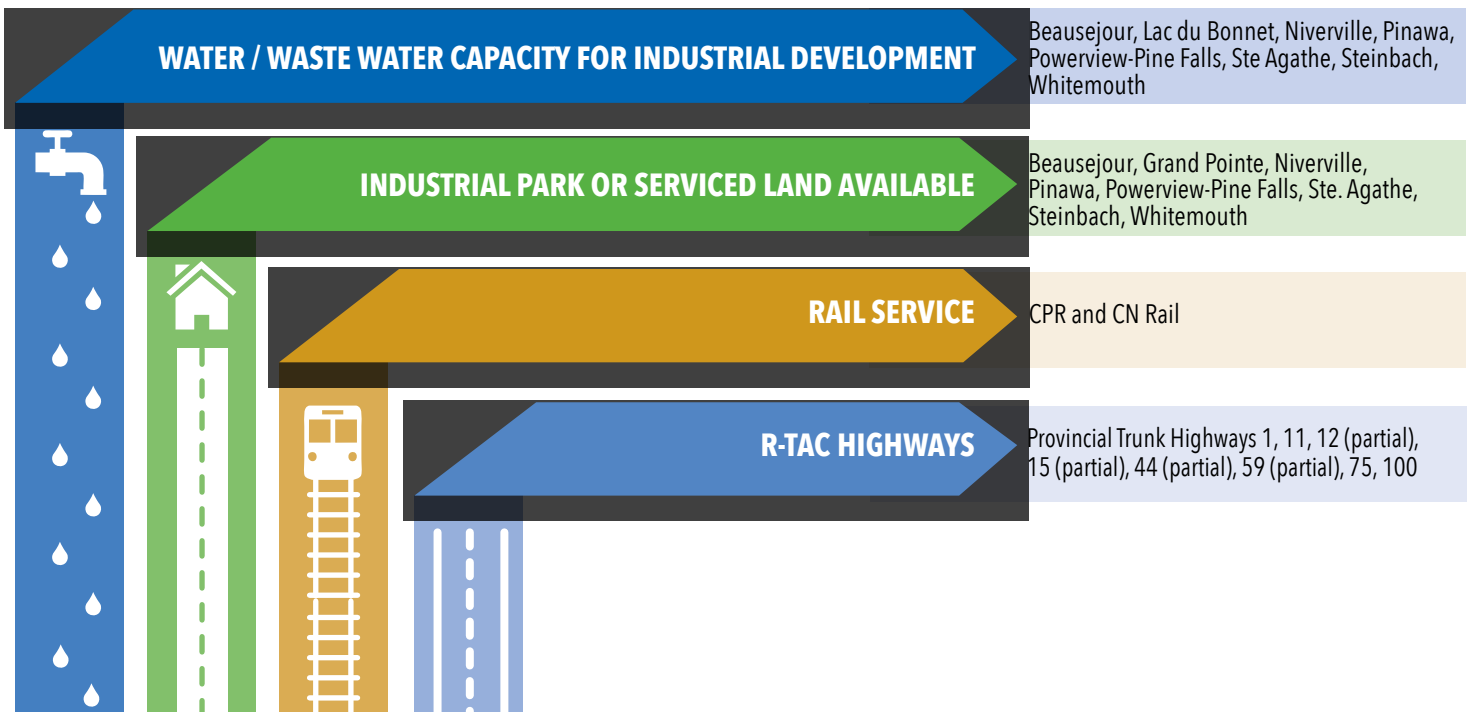 WATER / WASTE WATER CAPACITY FOR INDUSTRIAL DEVELOPMENT
Beausejour, Lac du Bonnet, Niverville, Pinawa,
Powerview-Pine Falls, Ste Agathe, Steinbach,
Whitemouth
INDUSTRIAL PARK OR SERVICED LAND AVAILABLE
Beausejour, Grand Pointe, Niverville,
Pinawa, Powerview-Pine Falls, Ste. Agathe,
Steinbach, Whitemouth
RAIL SERVICE
CPR and CN Rail
R-TAC HIGHWAYS
Provincial Trunk Highways 1, 11, 12 (partial),
15 (partial), 44 (partial), 59 (partial), 75, 100